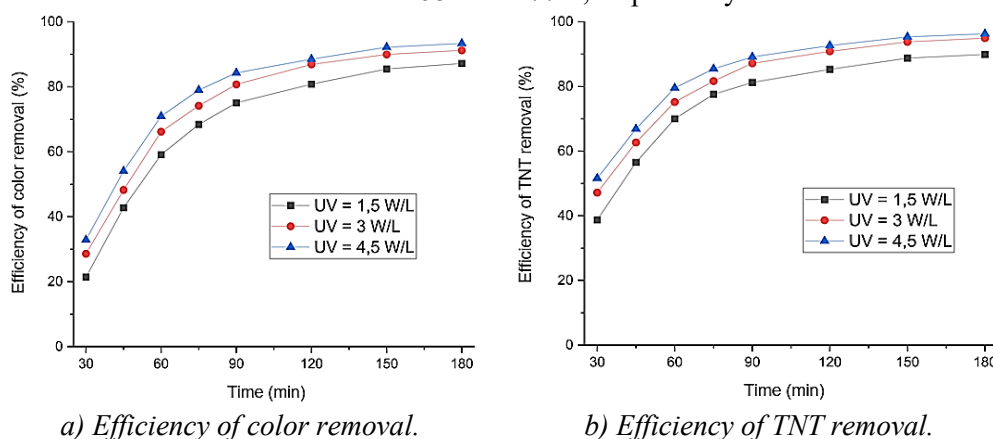 100
80
60
40
20
0
Efficiency of color removal (%)
UV = 1,5 W/L
UV = 3 W/L
UV = 4,5 W/L
30 60 90 120 150 180
Time (min)
a) Efficiency of color removal.
100
80
60
40
20
0
Efficiency of TNT removal (%)
UV = 1,5 W/L
UV = 3 W/L
UV = 4,5 W/L
30 60 90 120 150 180
Time (min)
b) Efficiency of TNT removal.